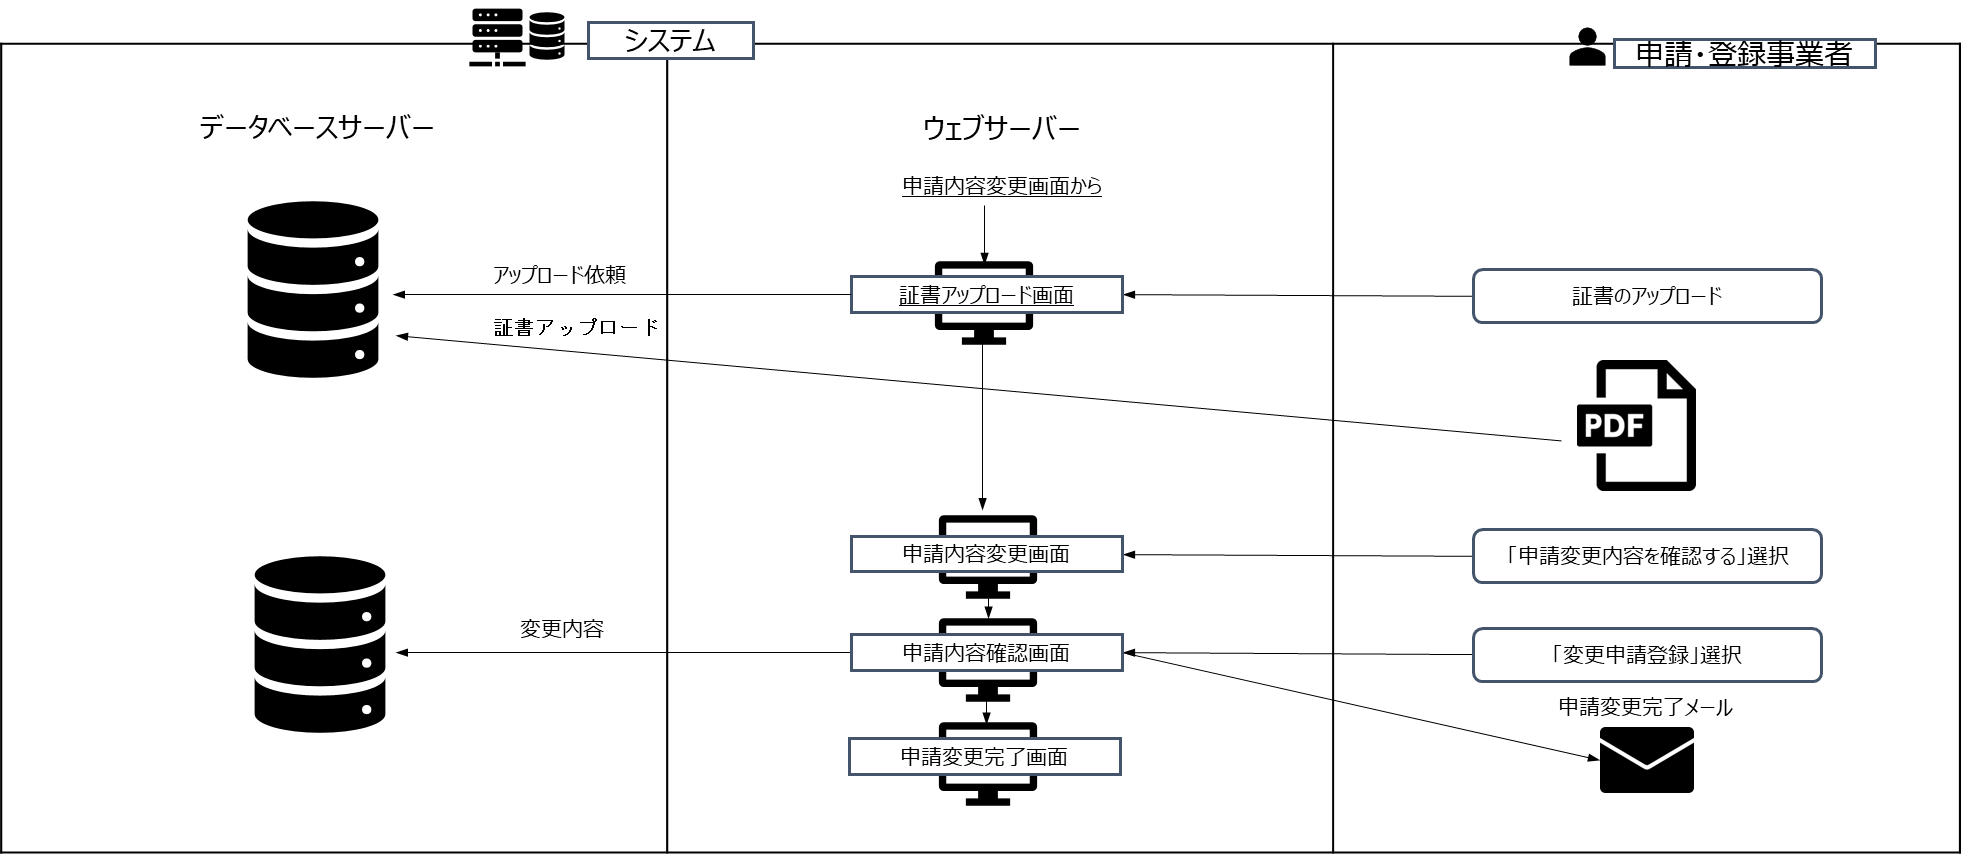 システム
申請・登録事業者
データベースサーバー
ウェブサーバー
申請内容変更画面から
アップロード依頼
証書アップロード画面
証書のアップロード
証書アップロード
PDF
申請内容変更画面
「申請変更内容を確認する」選択
変更内容
申請内容確認画面
「変更申請登録」選択
申請変更完了メール
申請変更完了画面